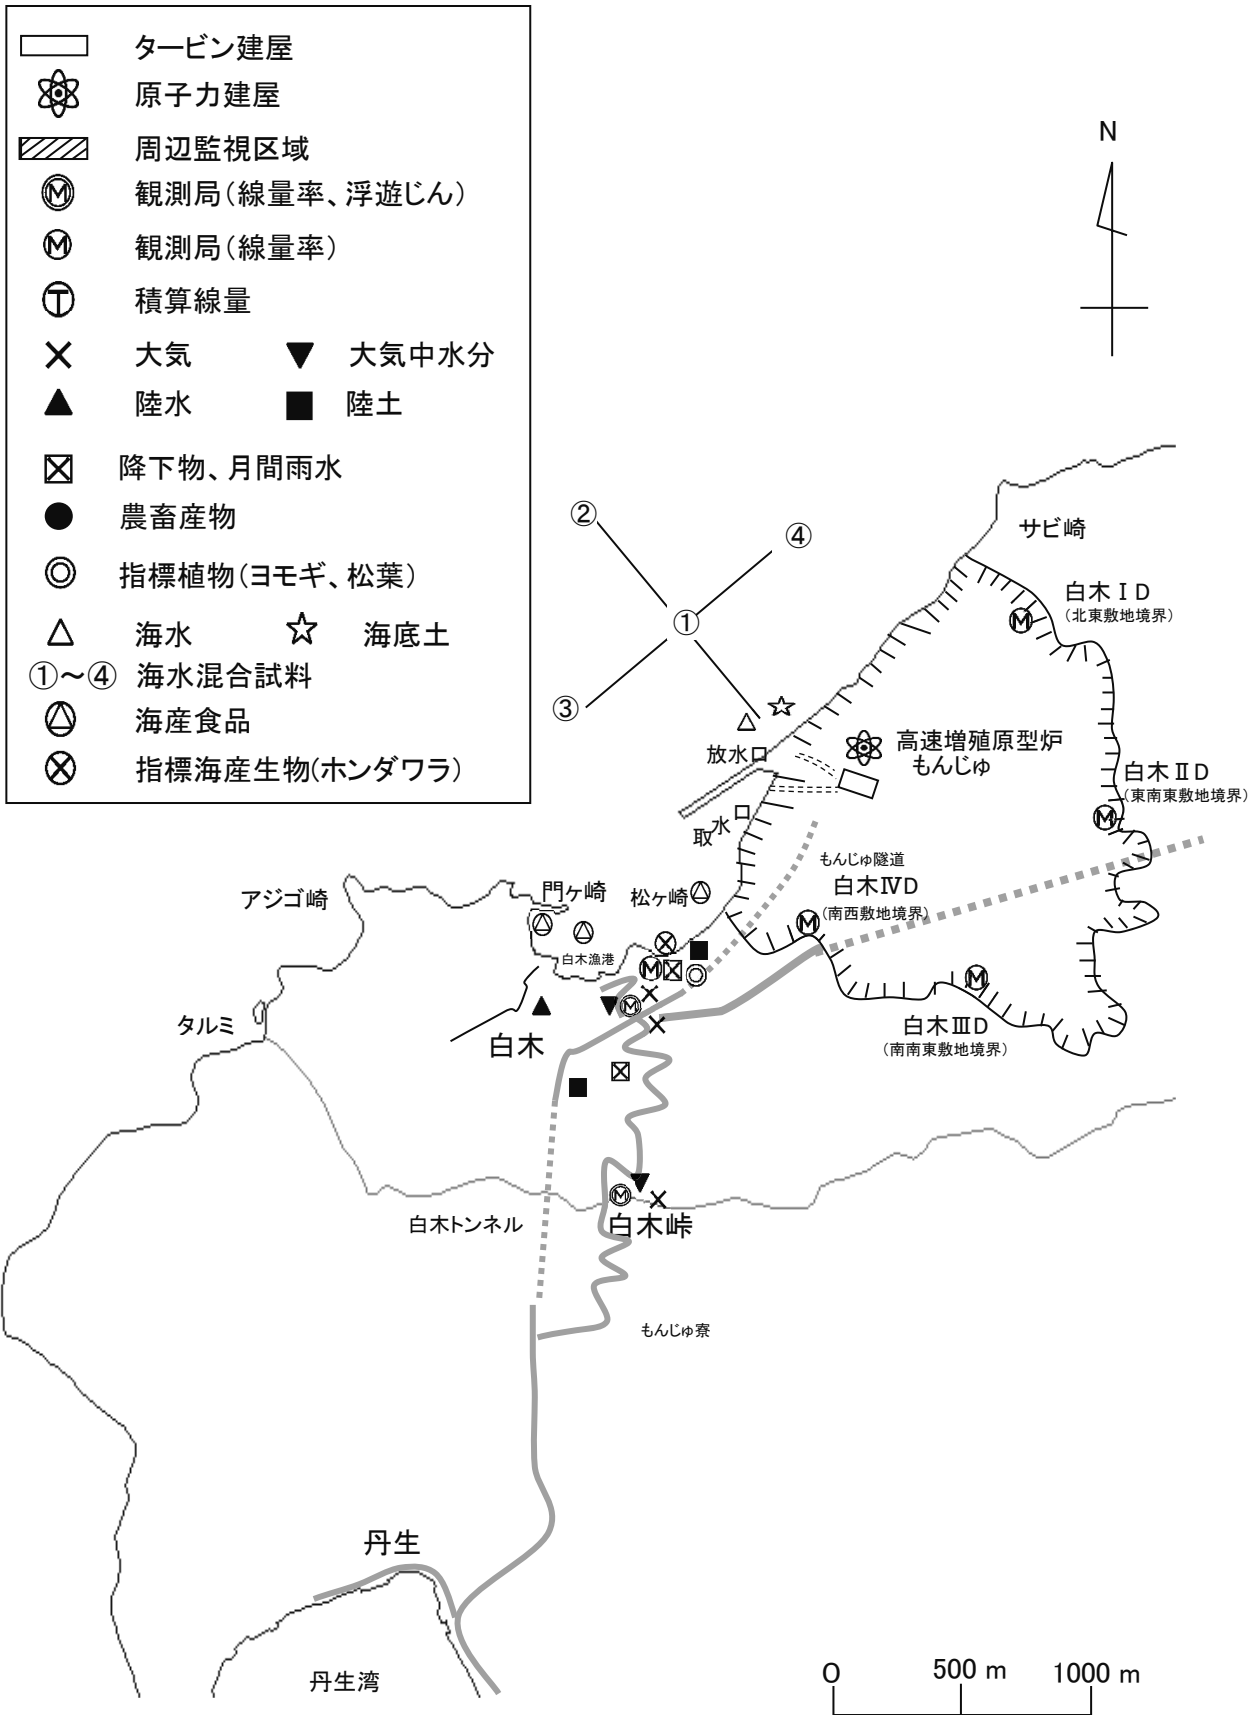 タービン建屋
原子力建屋
周辺監視区域
M 観測局(線量率、浮遊じん)
M 観測局(線量率)
T 積算線量
大気 大気中水分
陸水 陸土
降下物、月間雨水
農畜産物
指標植物(ヨモギ、松葉)
海水 海底土
①～④ 海水混合試料
海産食品
指標海産生物(ホンダワラ)
N
サビ崎
②
④
①
③
白木ⅠD
(北東敷地境界)
M
放水口
高速増殖原型炉
もんじゅ
白木ⅡD
(東南東敷地境界)
M
取水口
もんじゅ隧道
白木ⅣD
(南西敷地境界)
M
アジゴ崎
門ヶ崎
松ヶ崎
白木漁港
M
M
M
白木ⅢD
(南南東敷地境界)
タルミ
白木
M
白木峠
白木トンネル
もんじゅ寮
丹生
丹生湾
O 500 m 1000 m